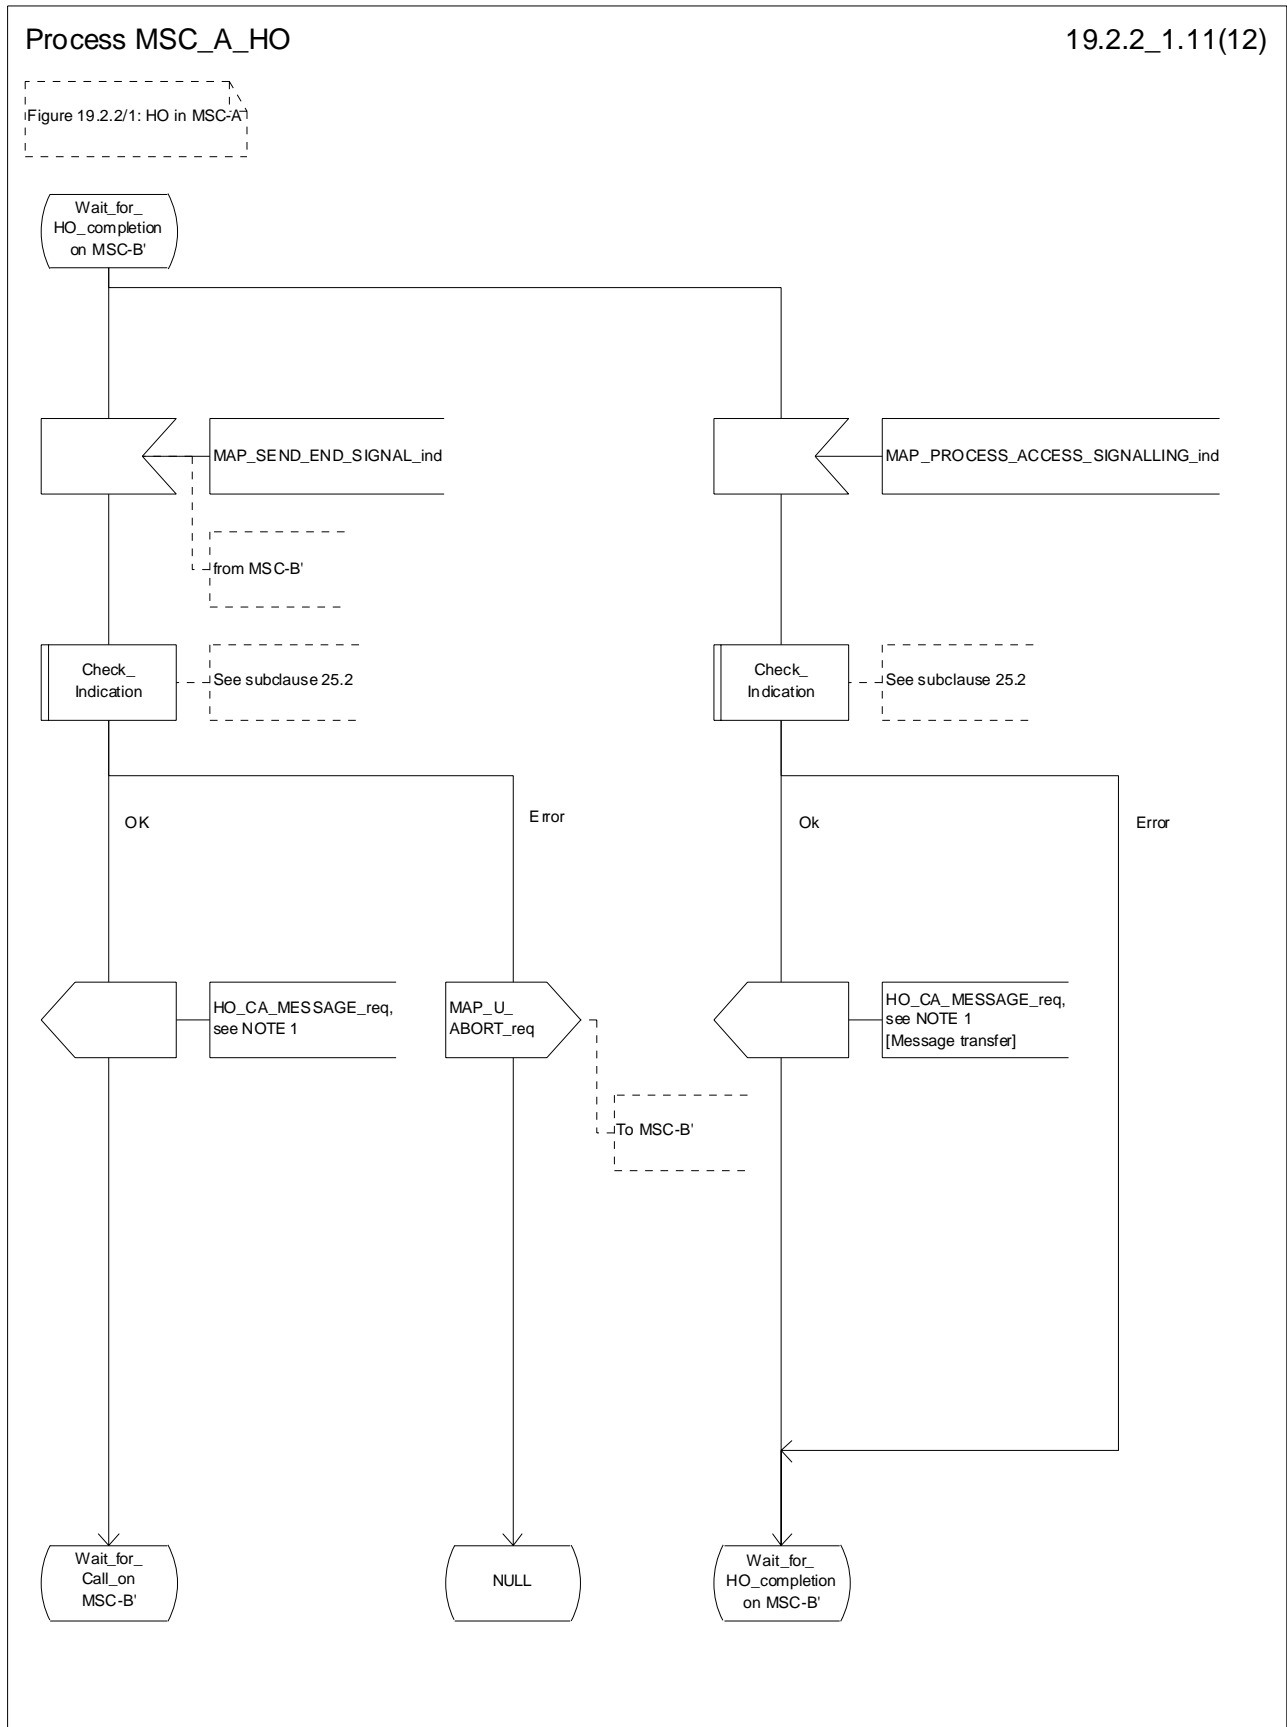 Process MSC_A_HO
19.2.2_1.11(12)
Figure 19.2.2/1: HO in MSC-A
Wait_for_
HO_completion
on MSC-B'
MAP_SEND_END_SIGNAL_ind
MAP_PROCESS_ACCESS_SIGNALLING_ind
from MSC-B'
Check_
Indication
See subclause 25.2
Check_
Indication
See subclause 25.2
OK
Error
Ok
Error
HO_CA_MESSAGE_req,
see NOTE 1
MAP_U_
ABORT_req
HO_CA_MESSAGE_req,
see NOTE 1
[Message transfer]
To MSC-B'
Wait_for_
Call_on
MSC-B'
NULL
Wait_for_
HO_completion
on MSC-B'